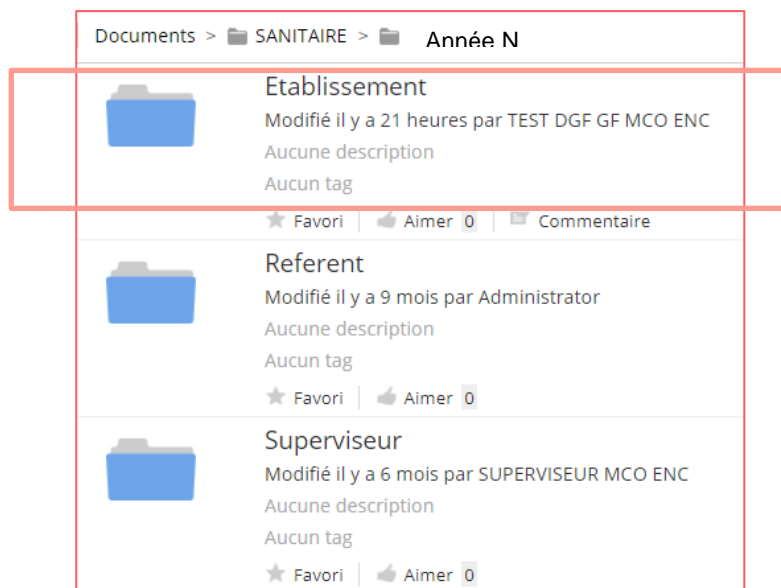 Documents > SANITAIRE > Année N
Etablissement
Modifié il y a 21 heures par TEST DGF GF MCO ENC
Aucune description
Aucun tag
Favori Aimer 0 Commentaire
Referent
Modifié il y a 9 mois par Administrator
Aucune description
Aucun tag
Favori Aimer 0
Superviseur
Modifié il y a 6 mois par SUPERVISEUR MCO ENC
Aucune description
Aucun tag
Favori Aimer 0